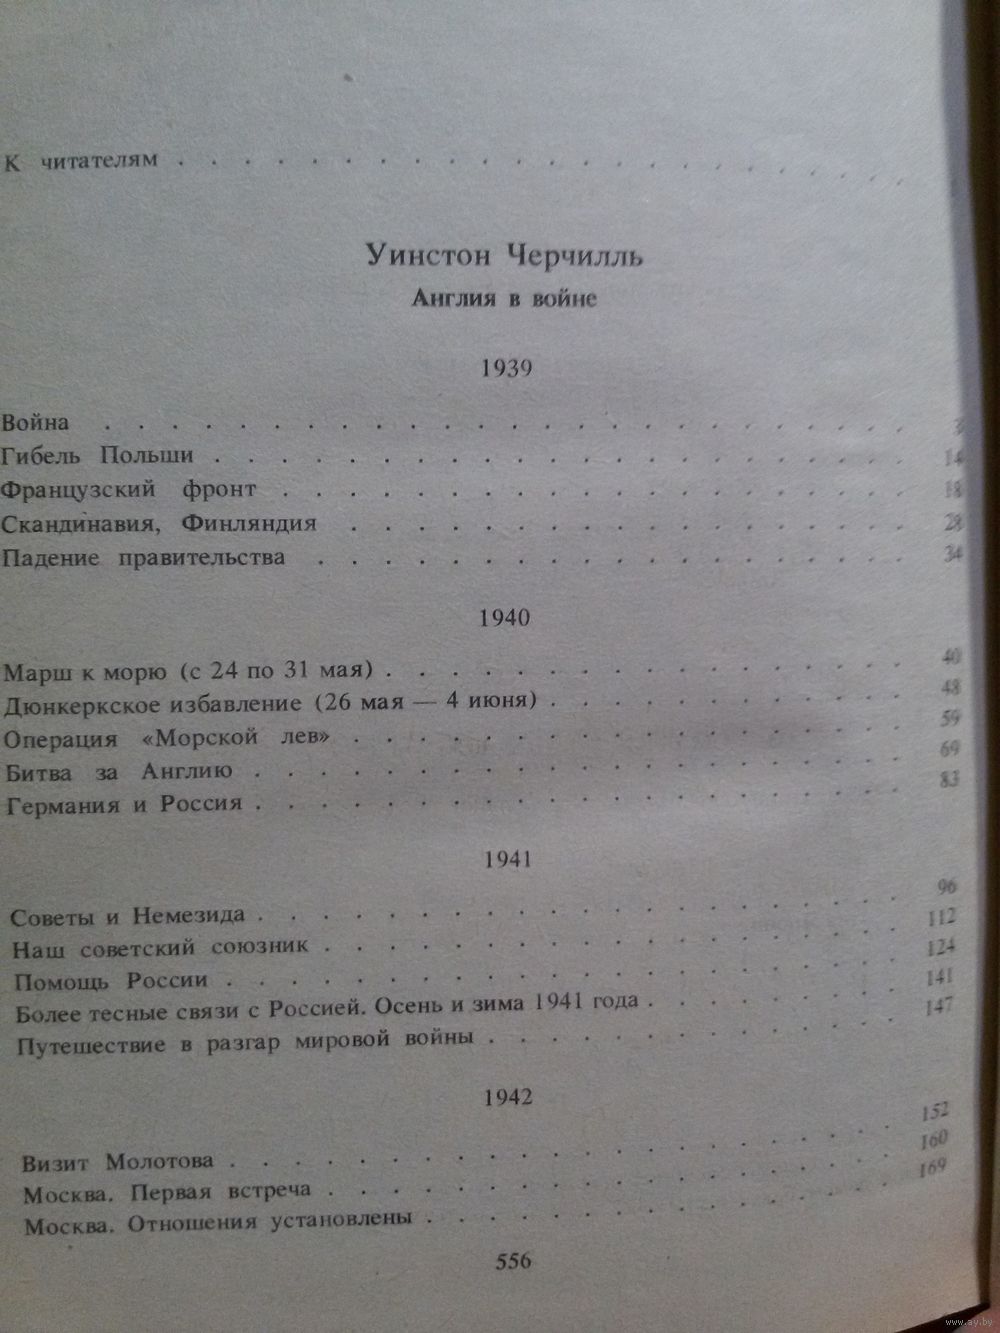 К читателям . . . . . . . . . . . . . . . . . . . . . . .
Уинстон Черчилль
Англия в войне
1939
Война . . . . . . . . . . . . . . . . . . . . . . . . 3
Гибель Польши . . . . . . . . . . . . . . . . . . . . . 14
Французский фронт . . . . . . . . . . . . . . . . . . . 18
Скандинавия, Финляндия . . . . . . . . . . . . . . . . . 28
Падение правительства . . . . . . . . . . . . . . . . . . 34
1940
Марш к морю (с 24 по 31 мая) . . . . . . . . . . . . . . . . 40
Дюнкеркское избавление (26 мая — 4 июня) . . . . . . . . . . . 48
Операция «Морской лев» . . . . . . . . . . . . . . . . . 59
Битва за Англию . . . . . . . . . . . . . . . . . . . . 69
Германия и Россия . . . . . . . . . . . . . . . . . . . . 83
1941
Советы и Немезида . . . . . . . . . . . . . . . . . . . . 96
Наш советский союзник . . . . . . . . . . . . . . . . . . 112
Помощь России . . . . . . . . . . . . . . . . . . . . . 124
Более тесные связи с Россией. Осень и зима 1941 года . . . . . . . . 141
Путешествие в разгар мировой войны . . . . . . . . . . . . . 147
1942
Визит Молотова . . . . . . . . . . . . . . . . . . . . . 152
Москва. Первая встреча . . . . . . . . . . . . . . . . . . 160
Москва. Отношения установлены . . . . . . . . . . . . . . . 169
556
www.ay.by